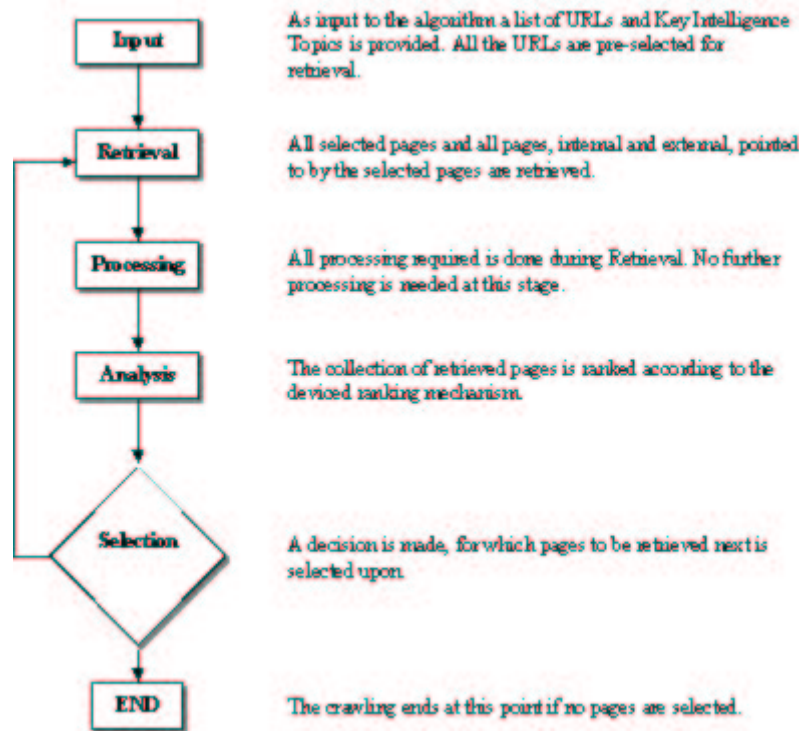 Input
As input to the algorithm a list of URLs and Key Intelligence
Topics is provided. All the URLs are pre-selected for
retrieval.
Retrieval
All selected pages and all pages, internal and external, pointed
to by the selected pages are retrieved.
Processing
All processing required is done during Retrieval. No further
processing is needed at this stage.
Analysis
The collection of retrieved pages is ranked according to the
deviced ranking mechanism.
Selection
A decision is made, for which pages to be retrieved next is
selected upon.
END
The crawling ends at this point if no pages are selected.